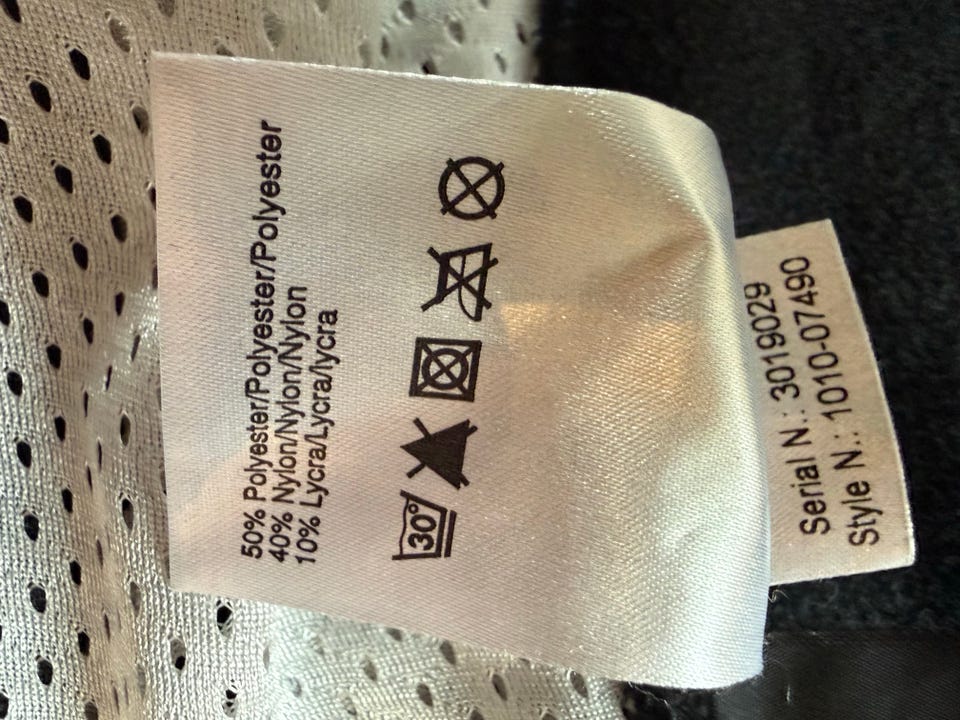 50% Polyester/Polyester/Polyester
40% Nylon/Nylon/Nylon
10% Lycra/Lycra/lycra
30°
Serial N.: 3019029
Style N.: 1010-07490